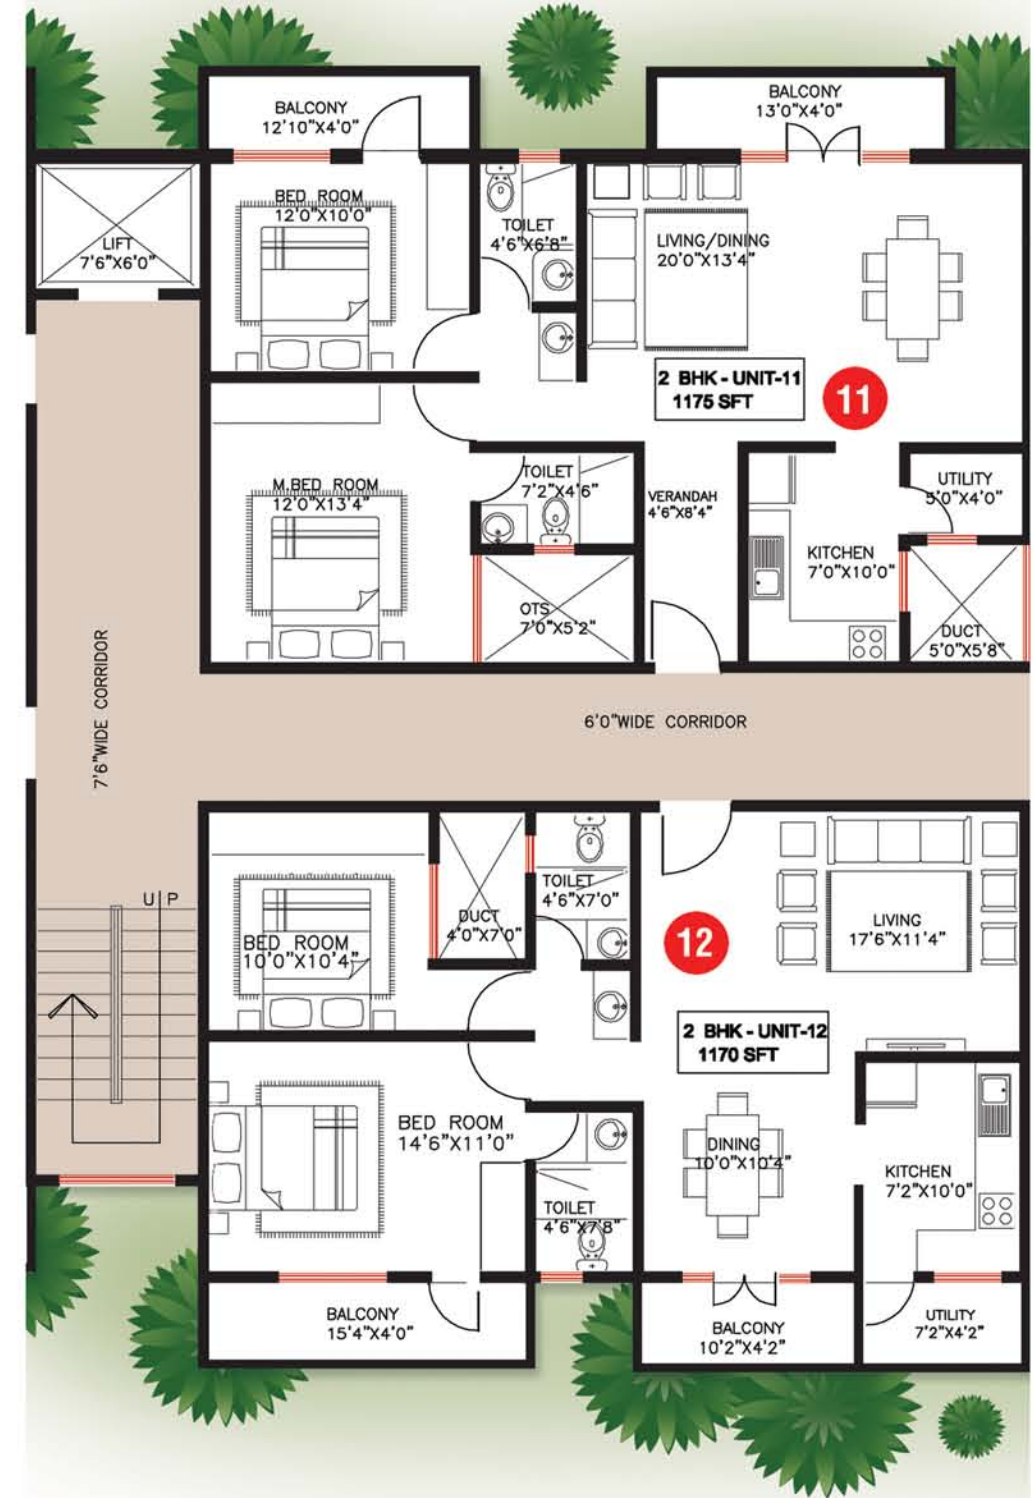 BALCONY
12'10"X4'0"
BALCONY
13'0"X4'0"
LIFT
7'6"X6'0"
BED ROOM
12'0"X10'0"
TOILET
4'6"X6'8"
LIVING/DINING
20'0"X13'4"
2 BHK - UNIT-11
1175 SFT
11
M.BED ROOM
12'0"X13'4"
TOILET
7'2"X4'6"
VERANDAH
4'6"X8'4"
UTILITY
5'0"X4'0"
KITCHEN
7'0"X10'0"
OTS
7'0"X5'2"
DUCT
5'0"X5'8"
7'6"WIDE CORRIDOR
6'0"WIDE CORRIDOR
UP
BED ROOM
10'0"X10'4"
DUCT
4'0"X7'0"
TOILET
4'6"X7'0"
12
LIVING
17'6"X11'4"
2 BHK - UNIT-12
1170 SFT
BED ROOM
14'6"X11'0"
DINING
10'0"X10'4"
KITCHEN
7'2"X10'0"
TOILET
4'6"X7'8"
BALCONY
15'4"X4'0"
BALCONY
10'2"X4'2"
UTILITY
7'2"X4'2"